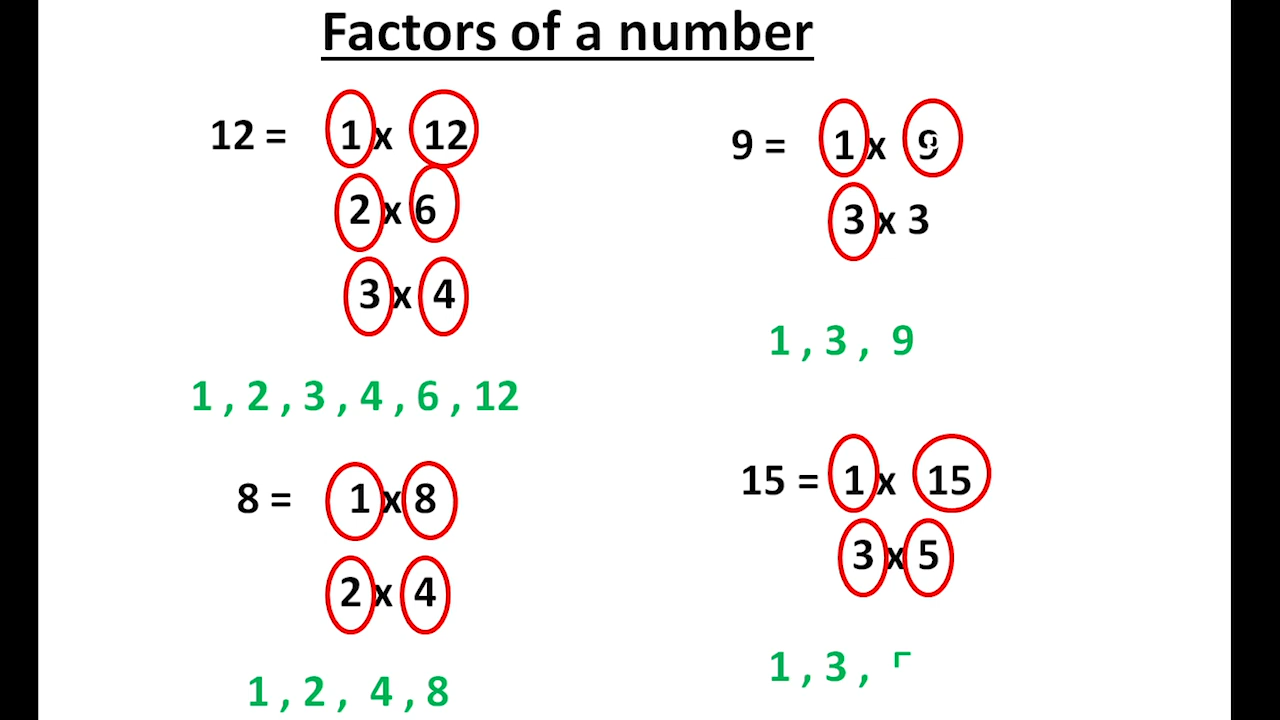 Factors of a number
12 = 1 x 12
2 x 6
3 x 4
1 , 2 , 3 , 4 , 6 , 12
8 = 1 x 8
2 x 4
1 , 2 , 4 , 8
9 = 1 x 9
3 x 3
1 , 3 , 9
15 = 1 x 15
3 x 5
1 , 3 ,